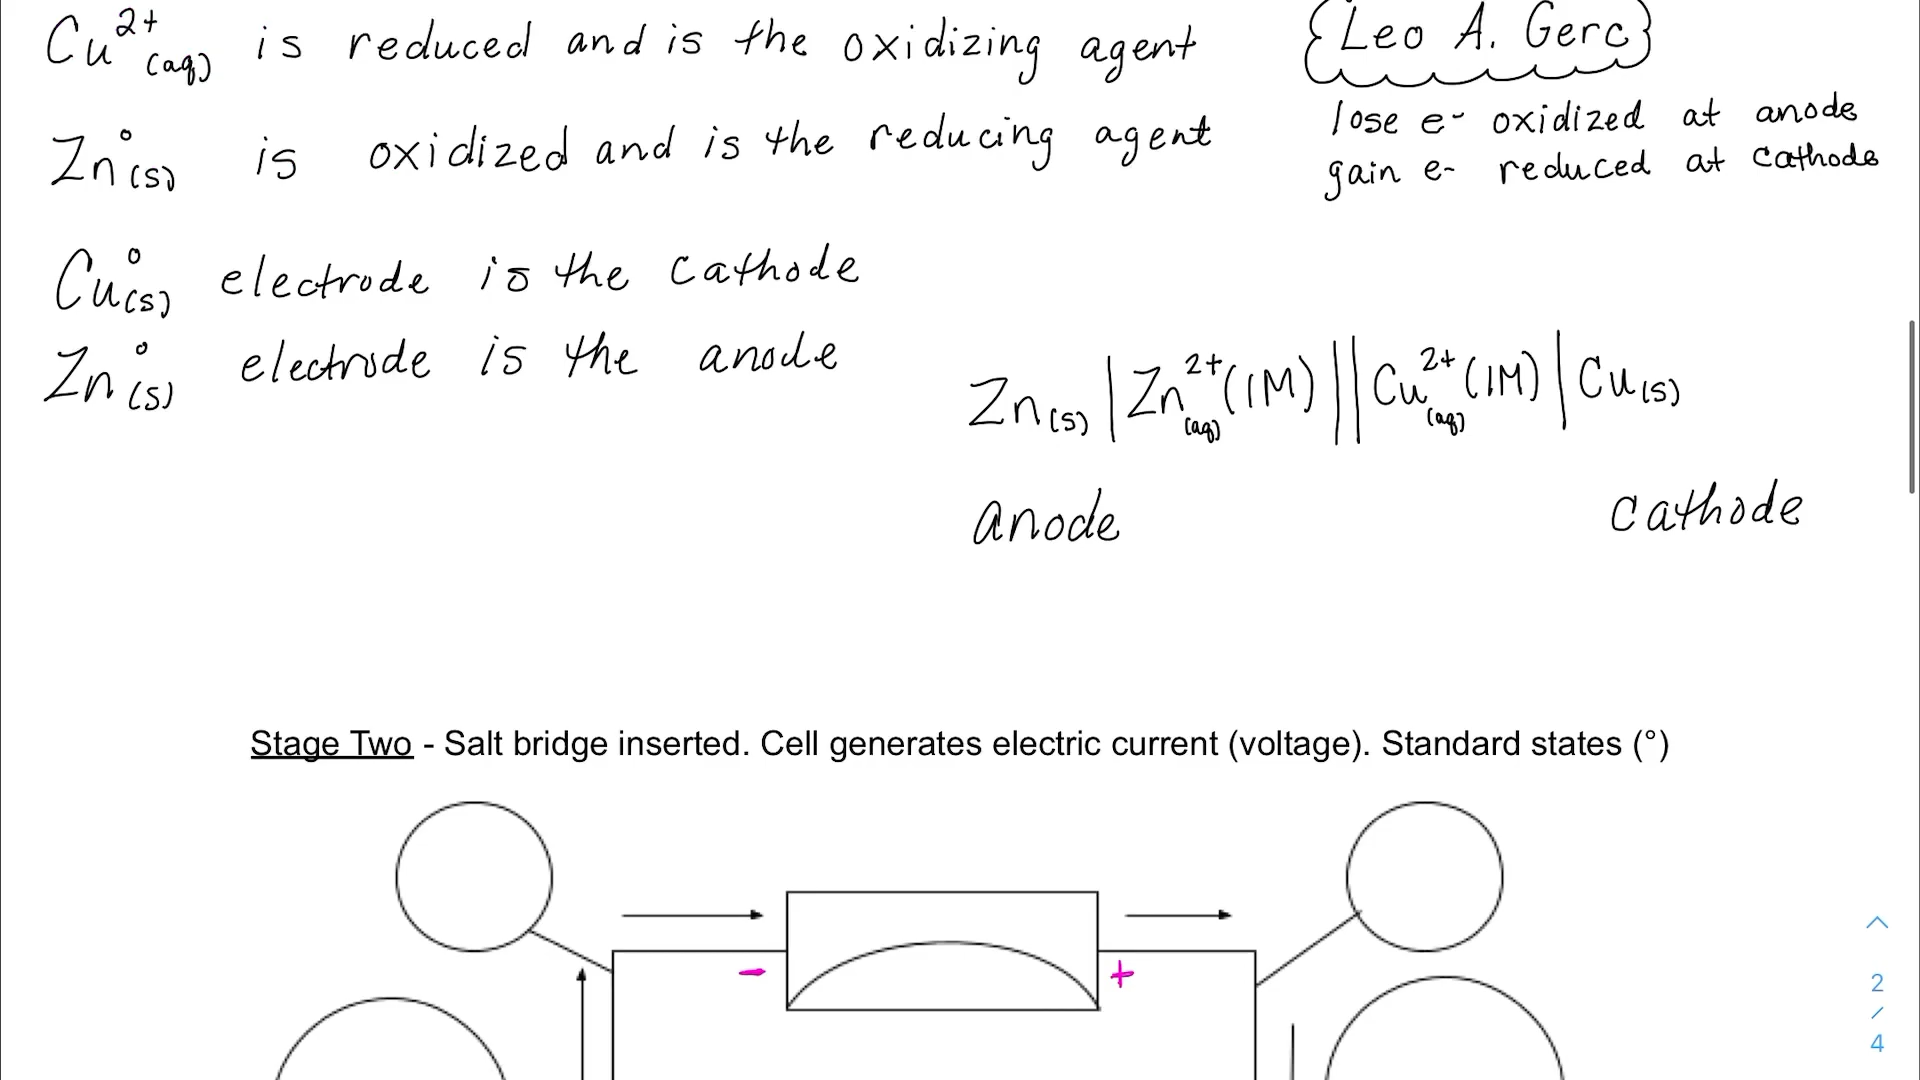 Cu²⁺(aq) is reduced and is the oxidizing agent
Leo A. Gerc
Zn°(s) is oxidized and is the reducing agent
lose e- oxidized at anode
gain e- reduced at cathode
Cu°(s) electrode is the cathode
Zn°(s) electrode is the anode
Zn(s) | Zn²⁺(aq) (1M) || Cu²⁺(aq) (1M) | Cu(s)
anode cathode
Stage Two - Salt bridge inserted. Cell generates electric current (voltage). Standard states (°)
- +
2
/
4